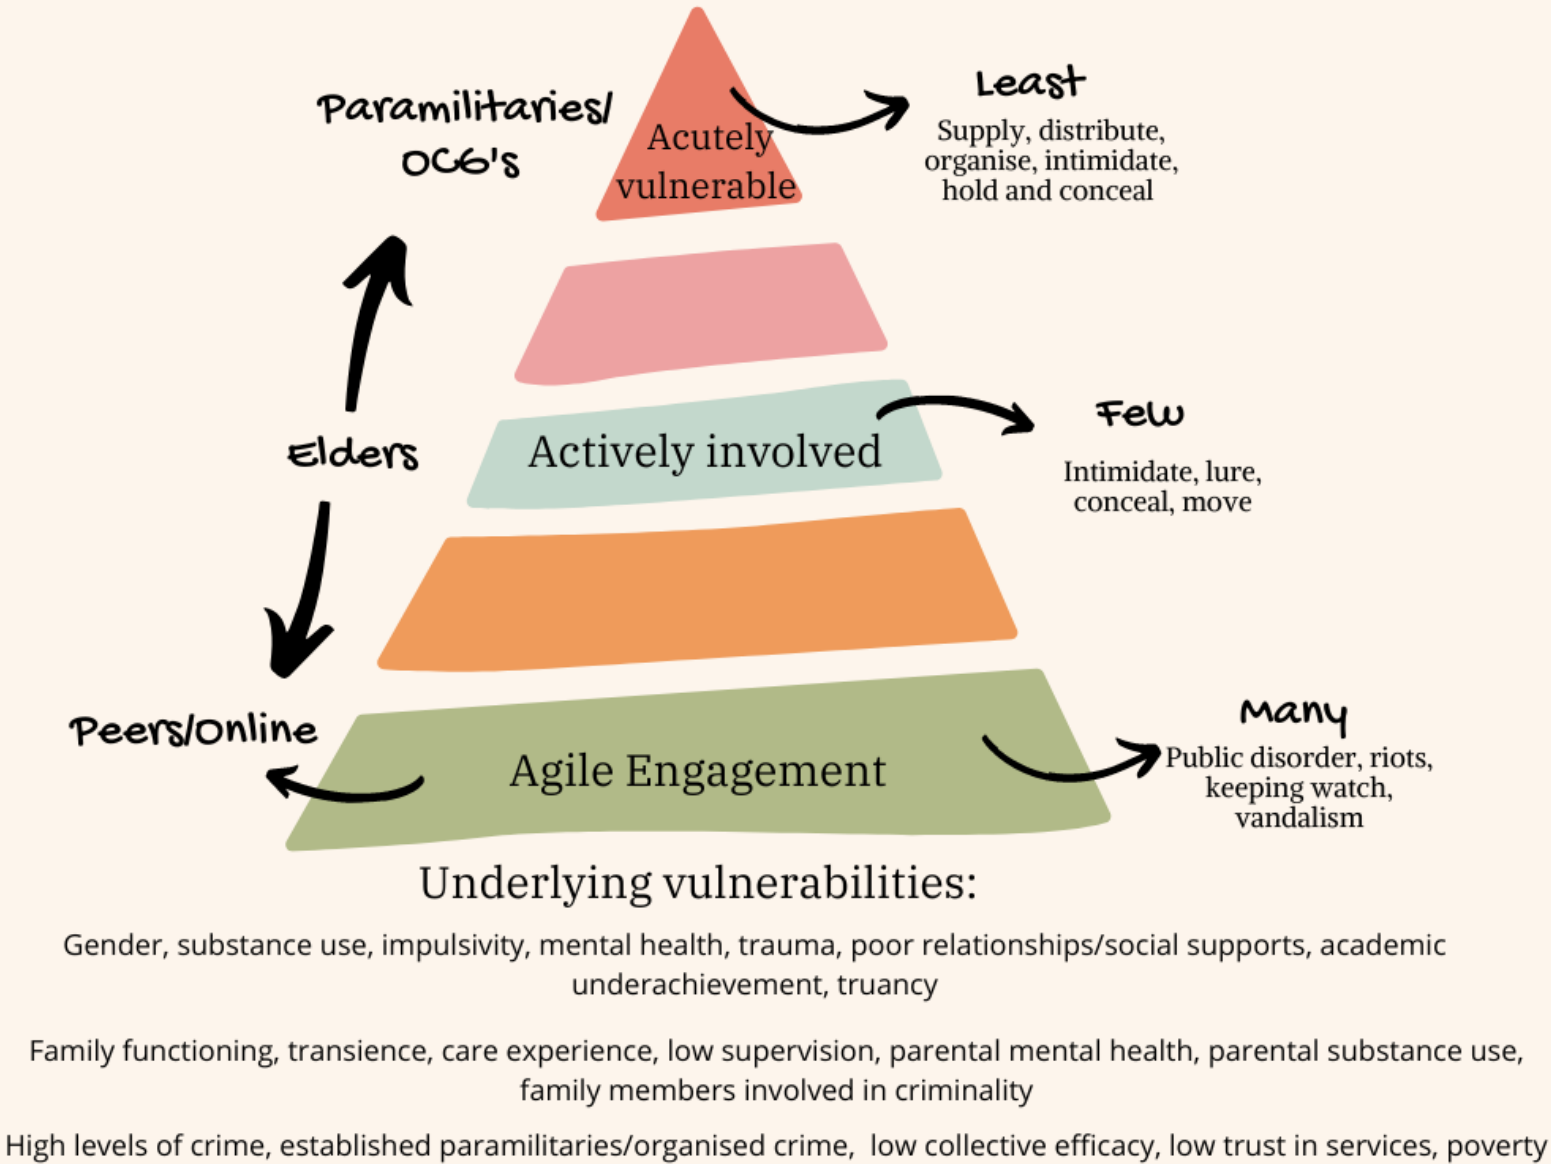 Paramilitaries/
OCG's
Acutely
vulnerable
Least
Supply, distribute,
organise, intimidate,
hold and conceal
Elders
Actively involved
Few
Intimidate, lure,
conceal, move
Peers/Online
Agile Engagement
Many
Public disorder, riots,
keeping watch,
vandalism
Underlying vulnerabilities:
Gender, substance use, impulsivity, mental health, trauma, poor relationships/social supports, academic
underachievement, truancy
Family functioning, transience, care experience, low supervision, parental mental health, parental substance use,
family members involved in criminality
High levels of crime, established paramilitaries/organised crime, low collective efficacy, low trust in services, poverty